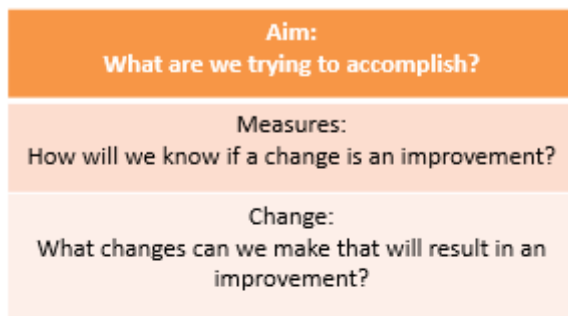 Aim:
What are we trying to accomplish?
Measures:
How will we know if a change is an improvement?
Change:
What changes can we make that will result in an
improvement?